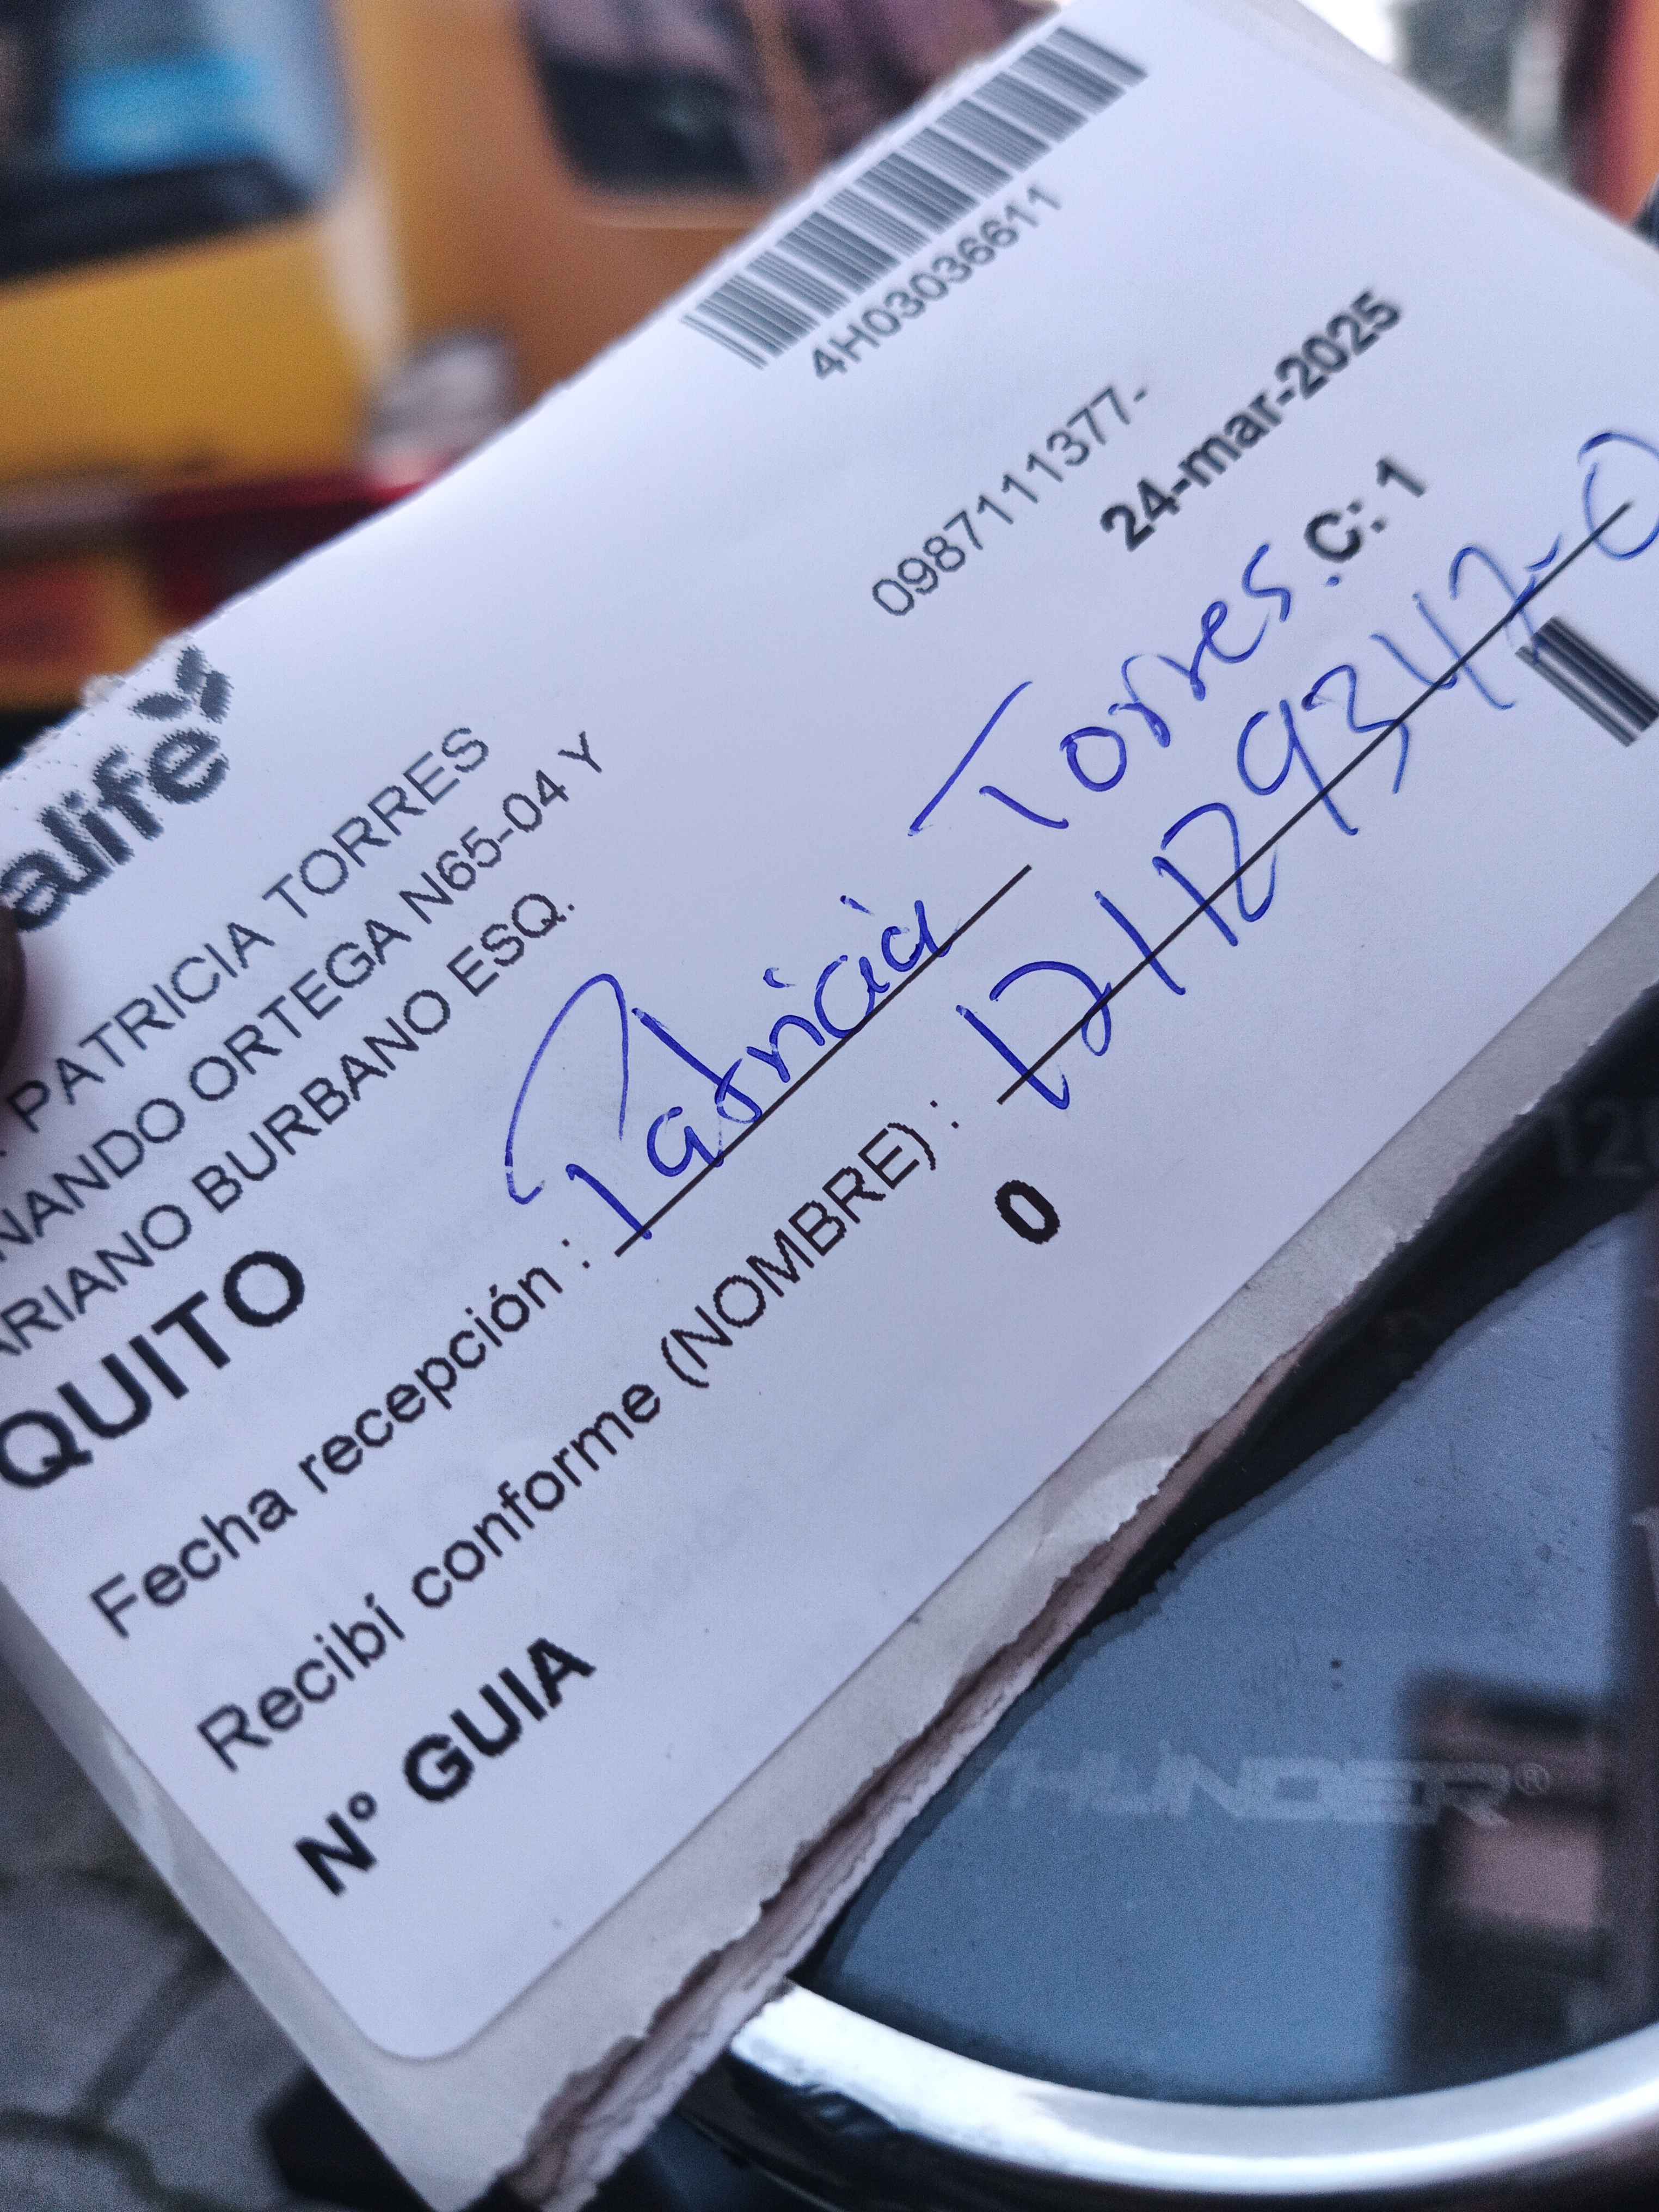 alife
4H03036611
PATRICIA TORRES
NANDO ORTEGA N65-04 Y
ARIANO BURBANO ESQ.
0987111377-
QUITO
24-mar-2025
C: 1
Fecha recepción : Patricia Torres.
Recibí conforme (NOMBRE) :
Nº GUIA 0
THUNDER®